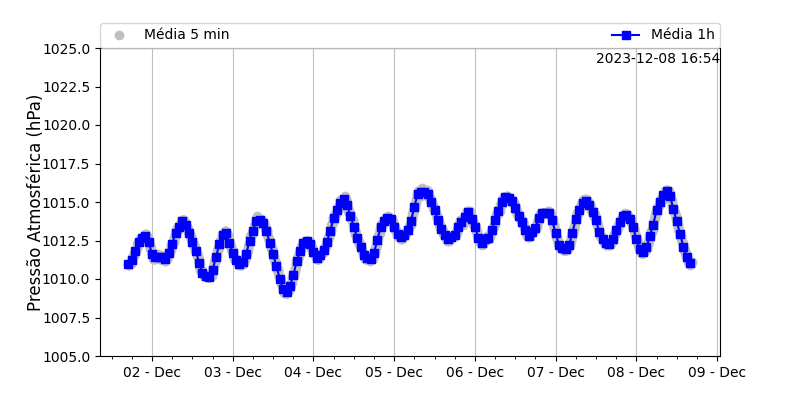 Média 5 min
Média 1h
2023-12-08 16:54
Pressão Atmosférica (hPa)
1025.0
1022.5
1020.0
1017.5
1015.0
1012.5
1010.0
1007.5
1005.0
02 - Dec
03 - Dec
04 - Dec
05 - Dec
06 - Dec
07 - Dec
08 - Dec
09 - Dec